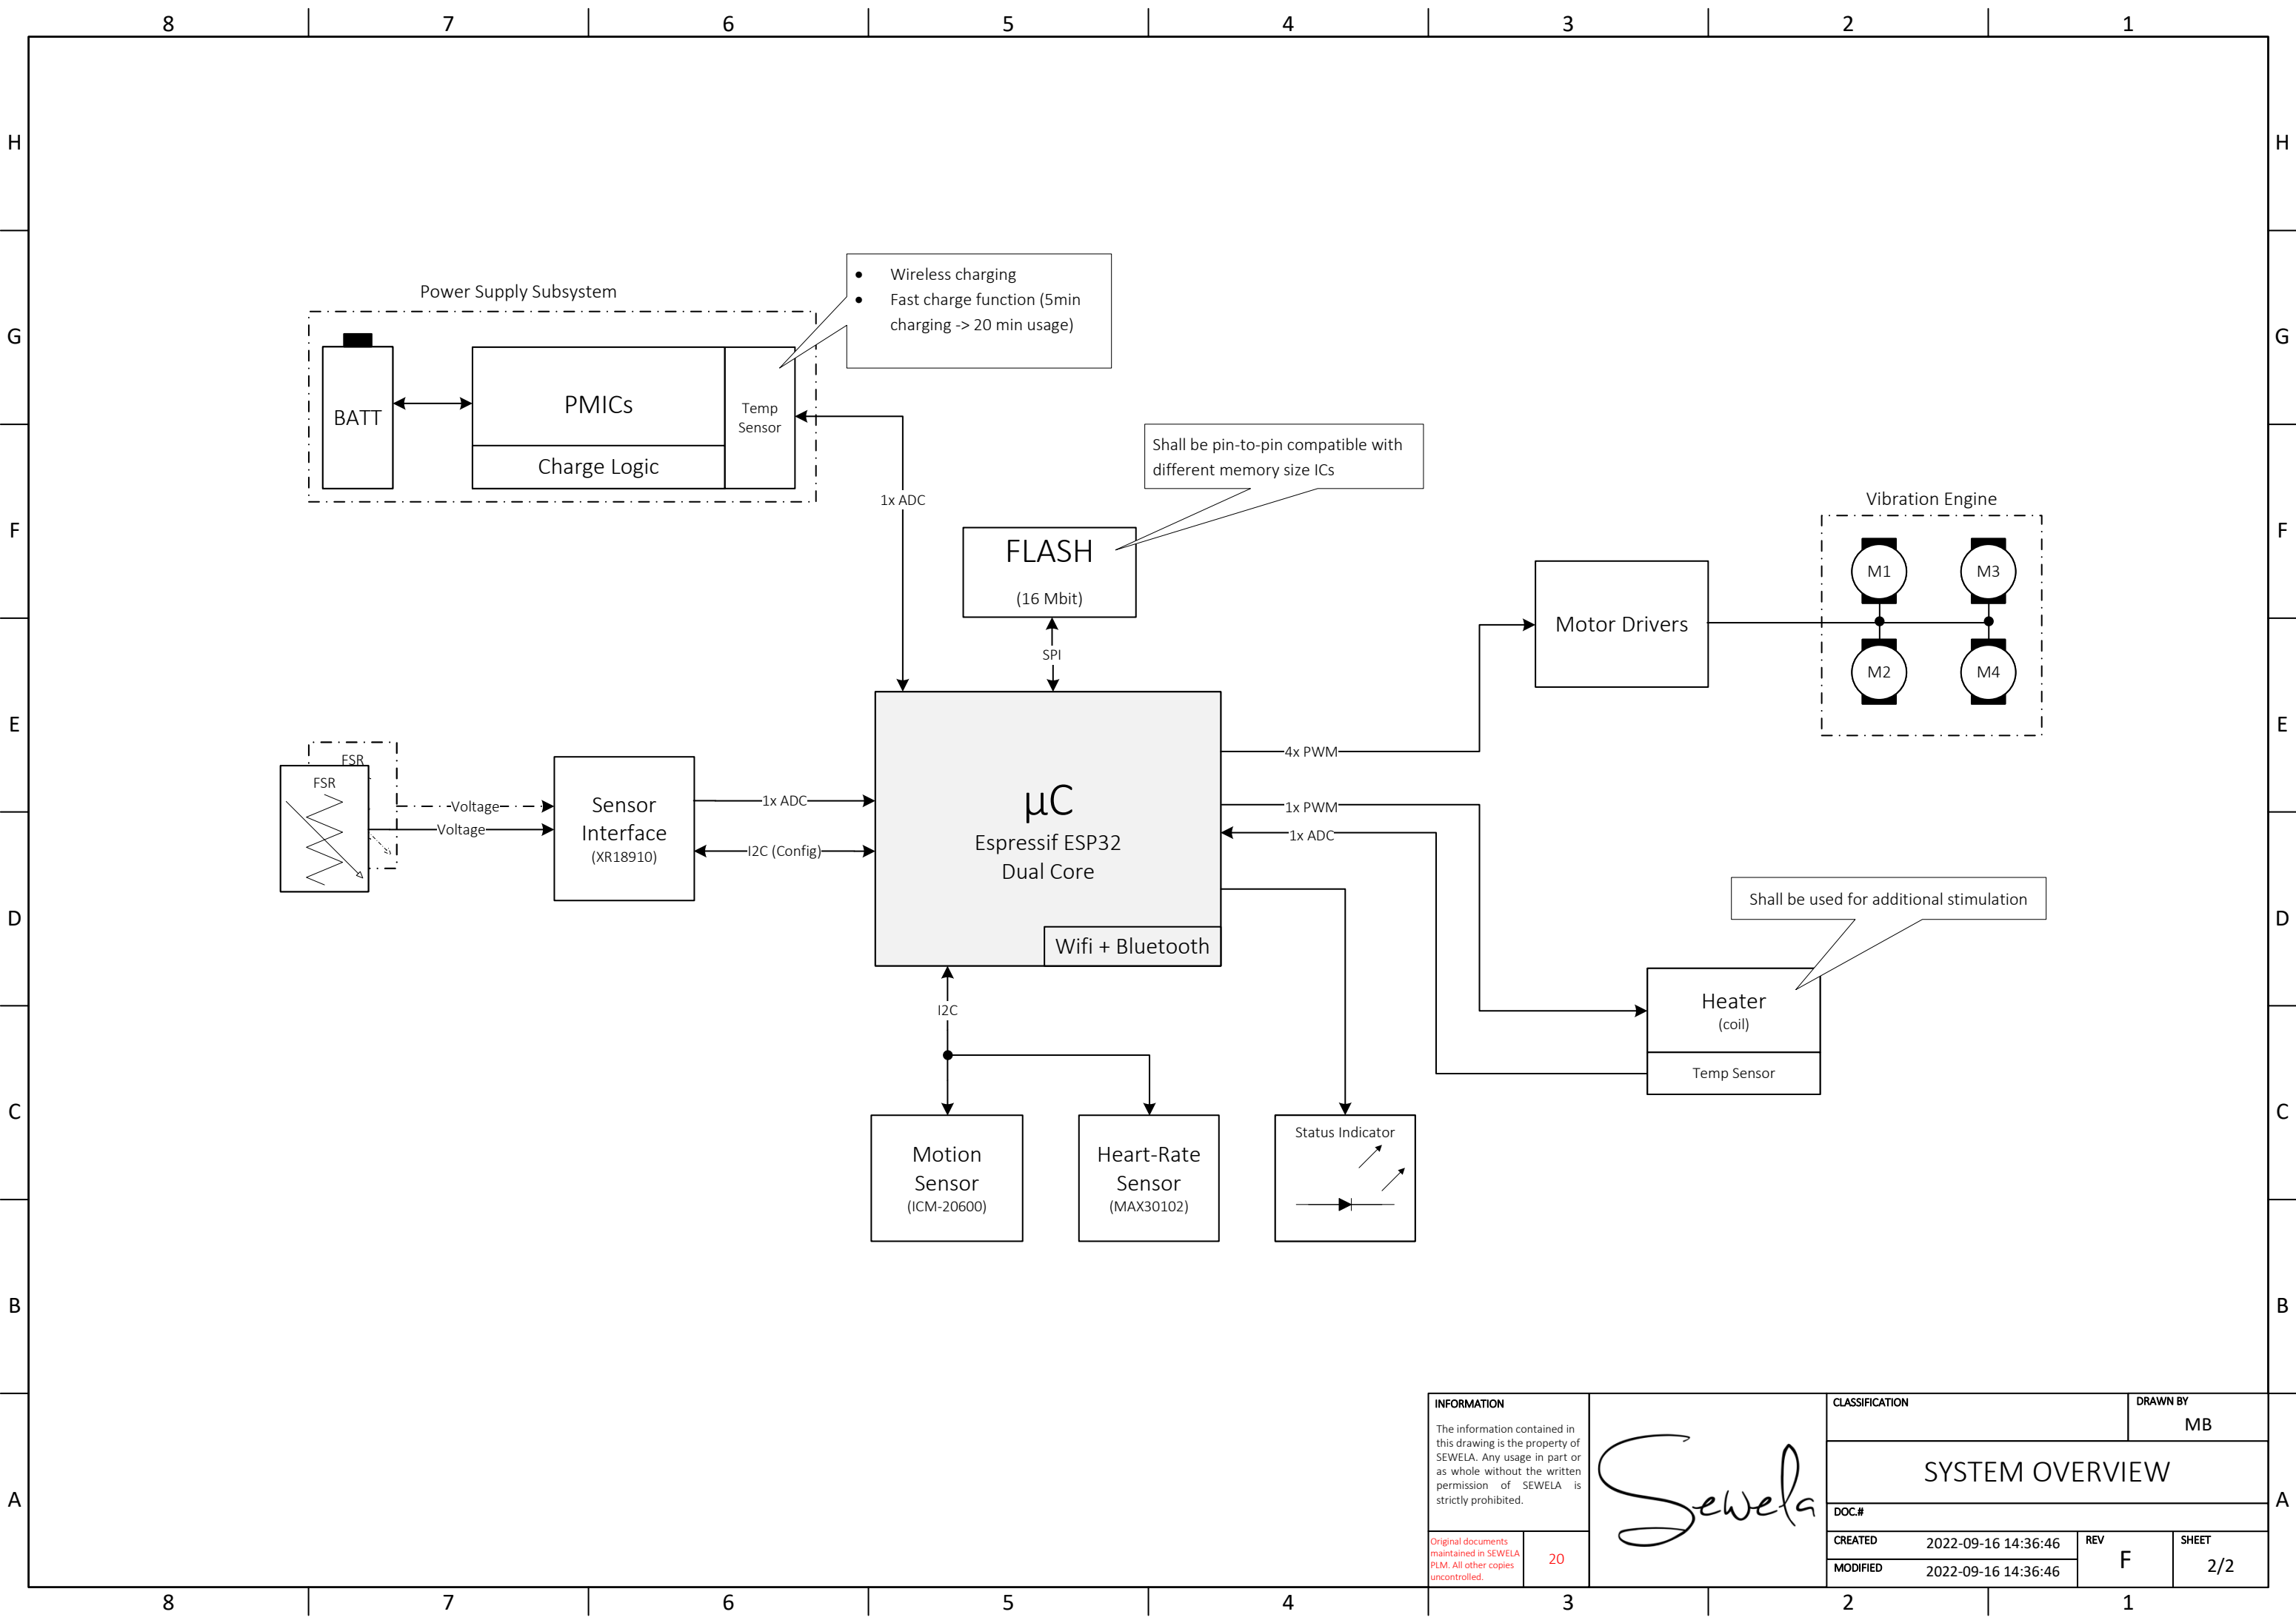 8 7 6 5 4 3 2 1
H H
Wireless charging
Fast charge function (5min
charging -> 20 min usage)
Power Supply Subsystem
G G
BATT
PMICs
Charge Logic
Temp
Sensor
1x ADC
Shall be pin-to-pin compatible with
different memory size ICs
F F
FLASH
(16 Mbit)
SPI
Vibration Engine
M1
M3
M2
M4
Motor Drivers
E E
FSR
FSR
Voltage
Voltage
Sensor
Interface
(XR18910)
1x ADC
I2C (Config)
µC
Espressif ESP32
Dual Core
Wifi + Bluetooth
4x PWM
1x PWM
1x ADC
D D
Shall be used for additional stimulation
Heater
(coil)
Temp Sensor
I2C
C C
Motion
Sensor
(ICM-20600)
Heart-Rate
Sensor
(MAX30102)
Status Indicator
B B
A A
INFORMATION
The information contained in
this drawing is the property of
SEWELA. Any usage in part or
as whole without the written
permission of SEWELA is
strictly prohibited.
Original documents
maintained in SEWELA
PLM. All other copies
uncontrolled.
20
Sewela
CLASSIFICATION
DRAWN BY
MB
SYSTEM OVERVIEW
DOC.#
CREATED 2022-09-16 14:36:46
MODIFIED 2022-09-16 14:36:46
REV
F
SHEET
2/2
8 7 6 5 4 3 2 1